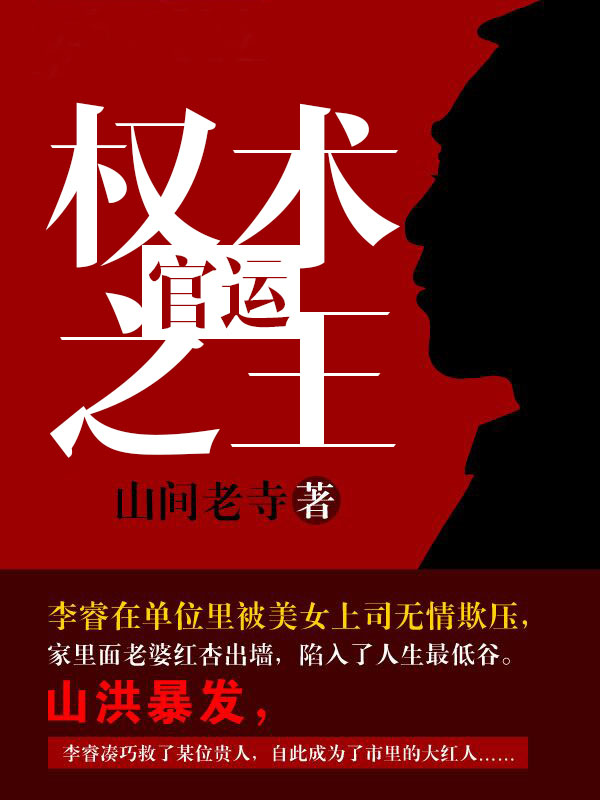 权术
官运
之王
山间老寺著
李睿在单位里被美女上司无情欺压，
家里面老婆红杏出墙，陷入了人生最低谷。
山洪暴发，
李睿凑巧救了某位贵人，自此成为了市里的大红人……